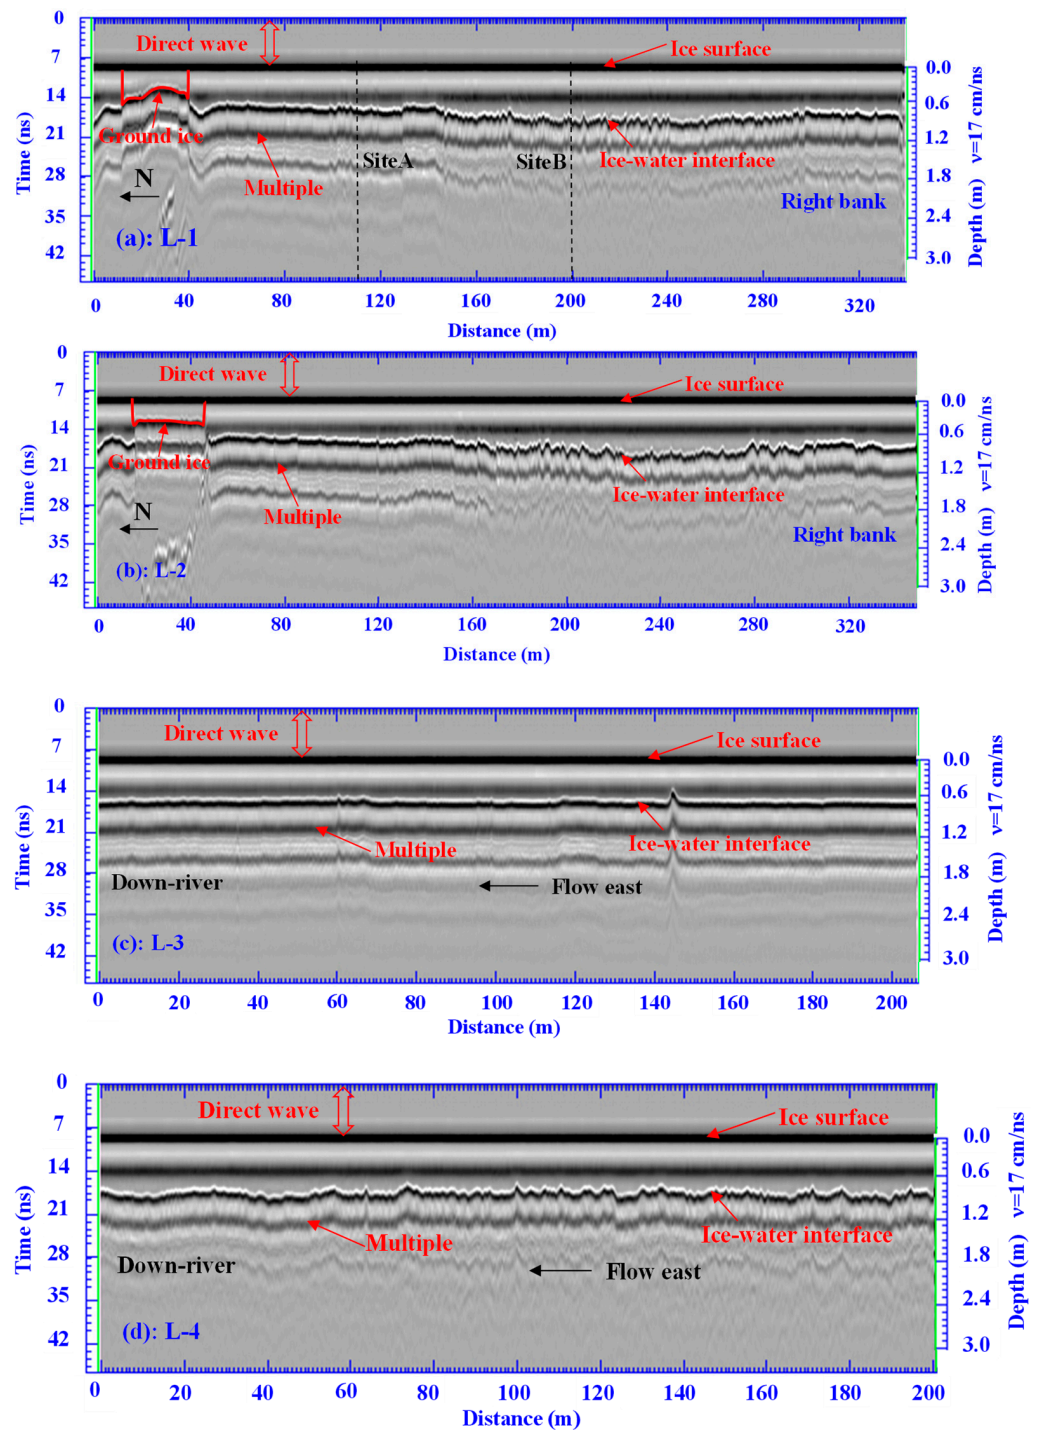 0
Direct wave
Ice surface
7
0.0
14
0.6
Ground ice
21
1.2
SiteA
SiteB
Ice-water interface
28
N
Multiple
1.8
Right bank
35
2.4
(a): L-1
42
3.0
Time (ns)
Depth (m) v=17 cm/ns
0 40 80 120 160 200 240 280 320
Distance (m)
0
Direct wave
Ice surface
7
0.0
14
0.6
Ground ice
21
1.2
Ice-water interface
28
N
Multiple
1.8
Right bank
35
2.4
(b): L-2
42
3.0
Time (ns)
Depth (m) v=17 cm/ns
0 40 80 120 160 200 240 280 320
Distance (m)
0
Direct wave
Ice surface
7
0.0
14
0.6
21
1.2
Multiple
Ice-water interface
28
1.8
Down-river
Flow east
35
2.4
(c): L-3
42
3.0
Time (ns)
Depth (m) v=17 cm/ns
0 20 40 60 80 100 120 140 160 180 200
Distance (m)
0
Direct wave
Ice surface
7
0.0
14
0.6
21
1.2
Multiple
Ice-water interface
28
1.8
Down-river
Flow east
35
2.4
(d): L-4
42
3.0
Time (ns)
Depth (m) v=17 cm/ns
0 20 40 60 80 100 120 140 160 180 200
Distance (m)